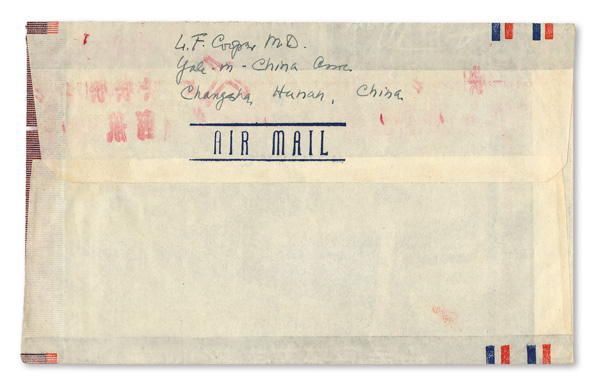 L. F. Cooper M.D.
Yale-in-China Assn.
Changsha, Hunan, China
AIR MAIL